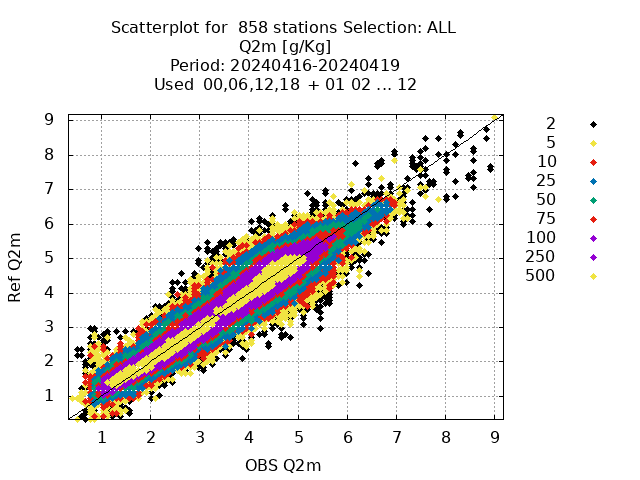 Scatterplot for  858 stations Selection: ALL
Q2m [g/Kg]
Period: 20240416-20240419
Used  00,06,12,18 + 01 02 ... 12
9
8
7
6
5
4
3
2
1
Ref Q2m
1 2 3 4 5 6 7 8 9
OBS Q2m
2
5
10
25
50
75
100
250
500